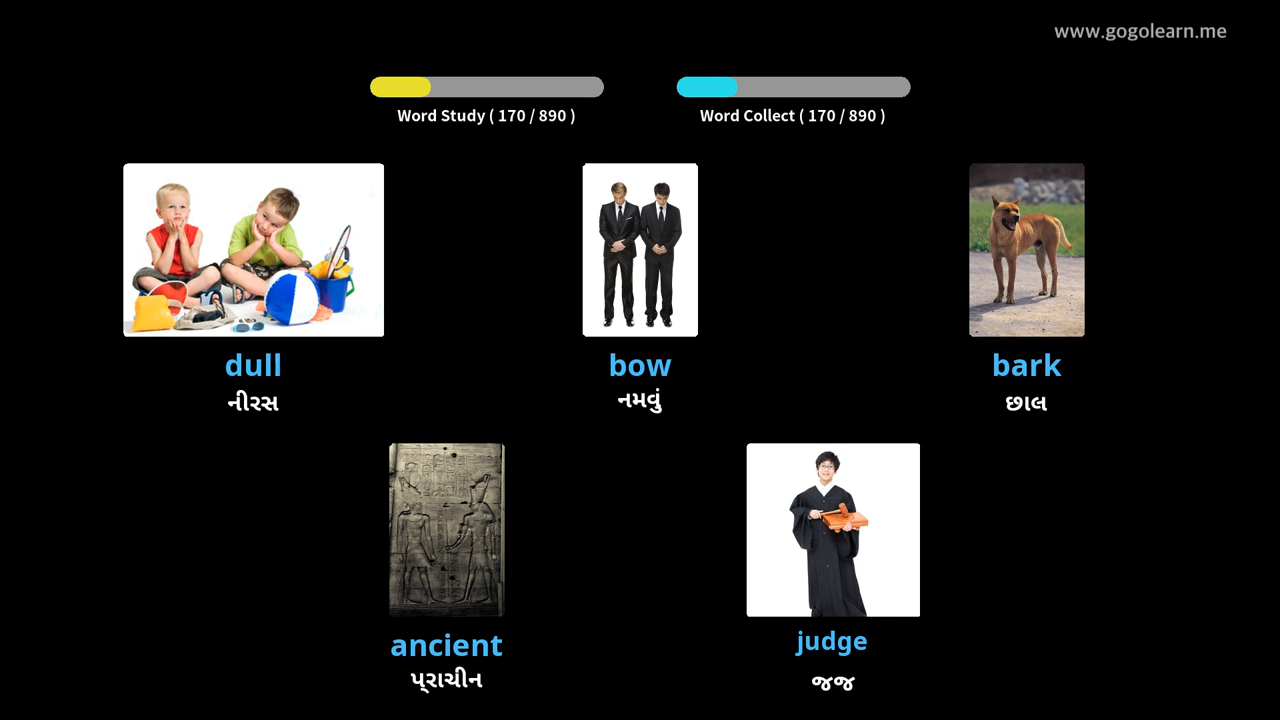 www.gogolearn.me
Word Study ( 170 / 890 )
Word Collect ( 170 / 890 )
dull
bow
bark
નીરસ
નમવું
છાલ
ancient
judge
પ્રાચીન
જજ